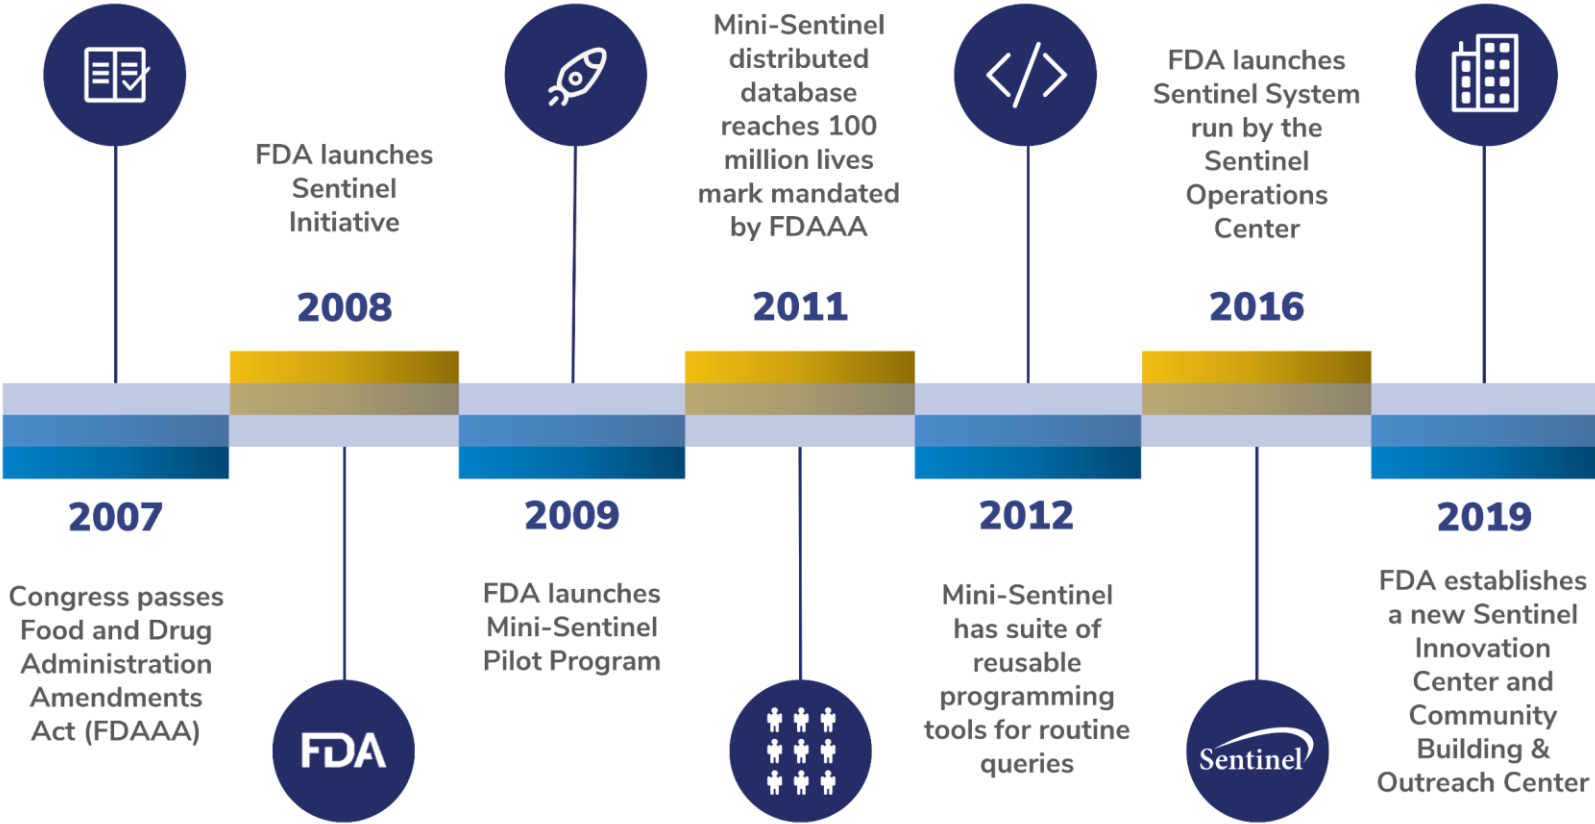 2007
Congress passes
Food and Drug
Administration
Amendments
Act (FDAAA)
FDA launches
Sentinel
Initiative
2008
FDA
2009
FDA launches
Mini-Sentinel
Pilot Program
Mini-Sentinel
distributed
database
reaches 100
million lives
mark mandated
by FDAAA
2011
</>
2012
Mini-Sentinel
has suite of
reusable
programming
tools for routine
queries
FDA launches
Sentinel System
run by the
Sentinel
Operations
Center
2016
Sentinel
2019
FDA establishes
a new Sentinel
Innovation
Center and
Community
Building &
Outreach Center